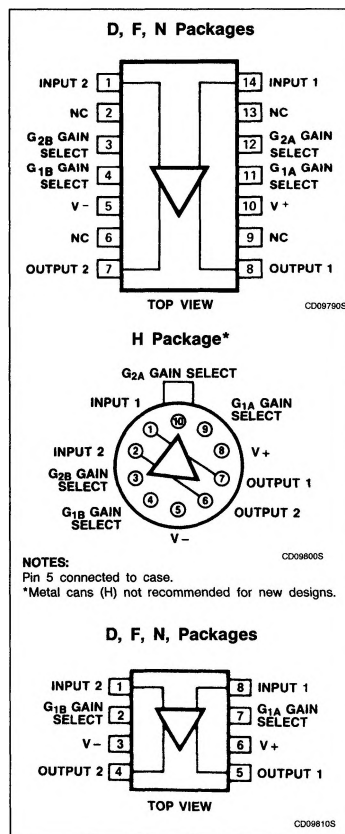 D, F, N Packages
INPUT 2 1 14 INPUT 1
NC 2 13 NC
G2B GAIN SELECT 3 12 G2A GAIN SELECT
G1B GAIN SELECT 4 11 G1A GAIN SELECT
V- 5 10 V+
NC 6 9 NC
OUTPUT 2 7 8 OUTPUT 1
TOP VIEW
CD09790S
H Package*
G2A GAIN SELECT
INPUT 1 1 10 9 G1A GAIN SELECT
INPUT 2 2 8 V+
G2B GAIN SELECT 3 7 OUTPUT 1
G1B GAIN SELECT 4 5 6 OUTPUT 2
V-
CD09800S
NOTES:
Pin 5 connected to case.
*Metal cans (H) not recommended for new designs.
D, F, N, Packages
INPUT 2 1 8 INPUT 1
G1B GAIN SELECT 2 7 G1A GAIN SELECT
V- 3 6 V+
OUTPUT 2 4 5 OUTPUT 1
TOP VIEW
CD09810S